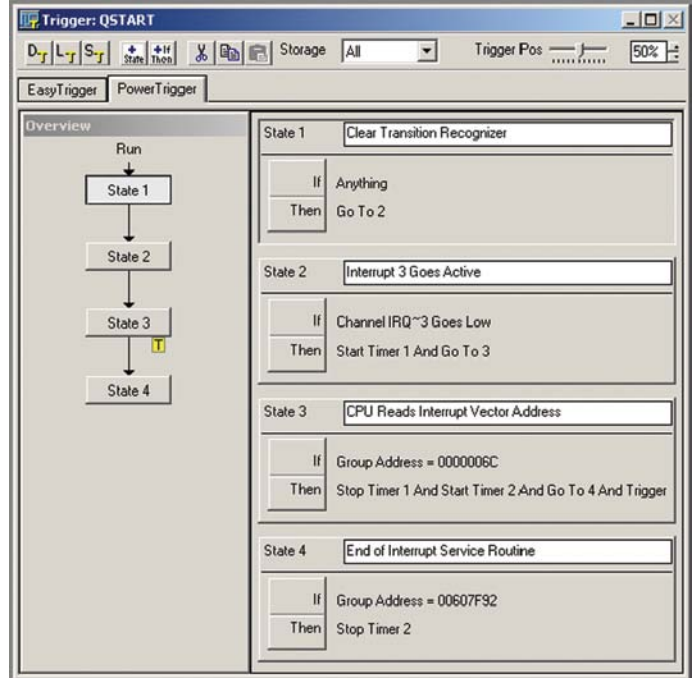 Trigger: QSTART
D L S +State +If Then Storage All Trigger Pos 50%
EasyTrigger PowerTrigger
Overview
Run
State 1
State 2
State 3
T
State 4
State 1 Clear Transition Recognizer
If Anything
Then Go To 2
State 2 Interrupt 3 Goes Active
If Channel IRQ~3 Goes Low
Then Start Timer 1 And Go To 3
State 3 CPU Reads Interrupt Vector Address
If Group Address = 0000006C
Then Stop Timer 1 And Start Timer 2 And Go To 4 And Trigger
State 4 End of Interrupt Service Routine
If Group Address = 00607F92
Then Stop Timer 2